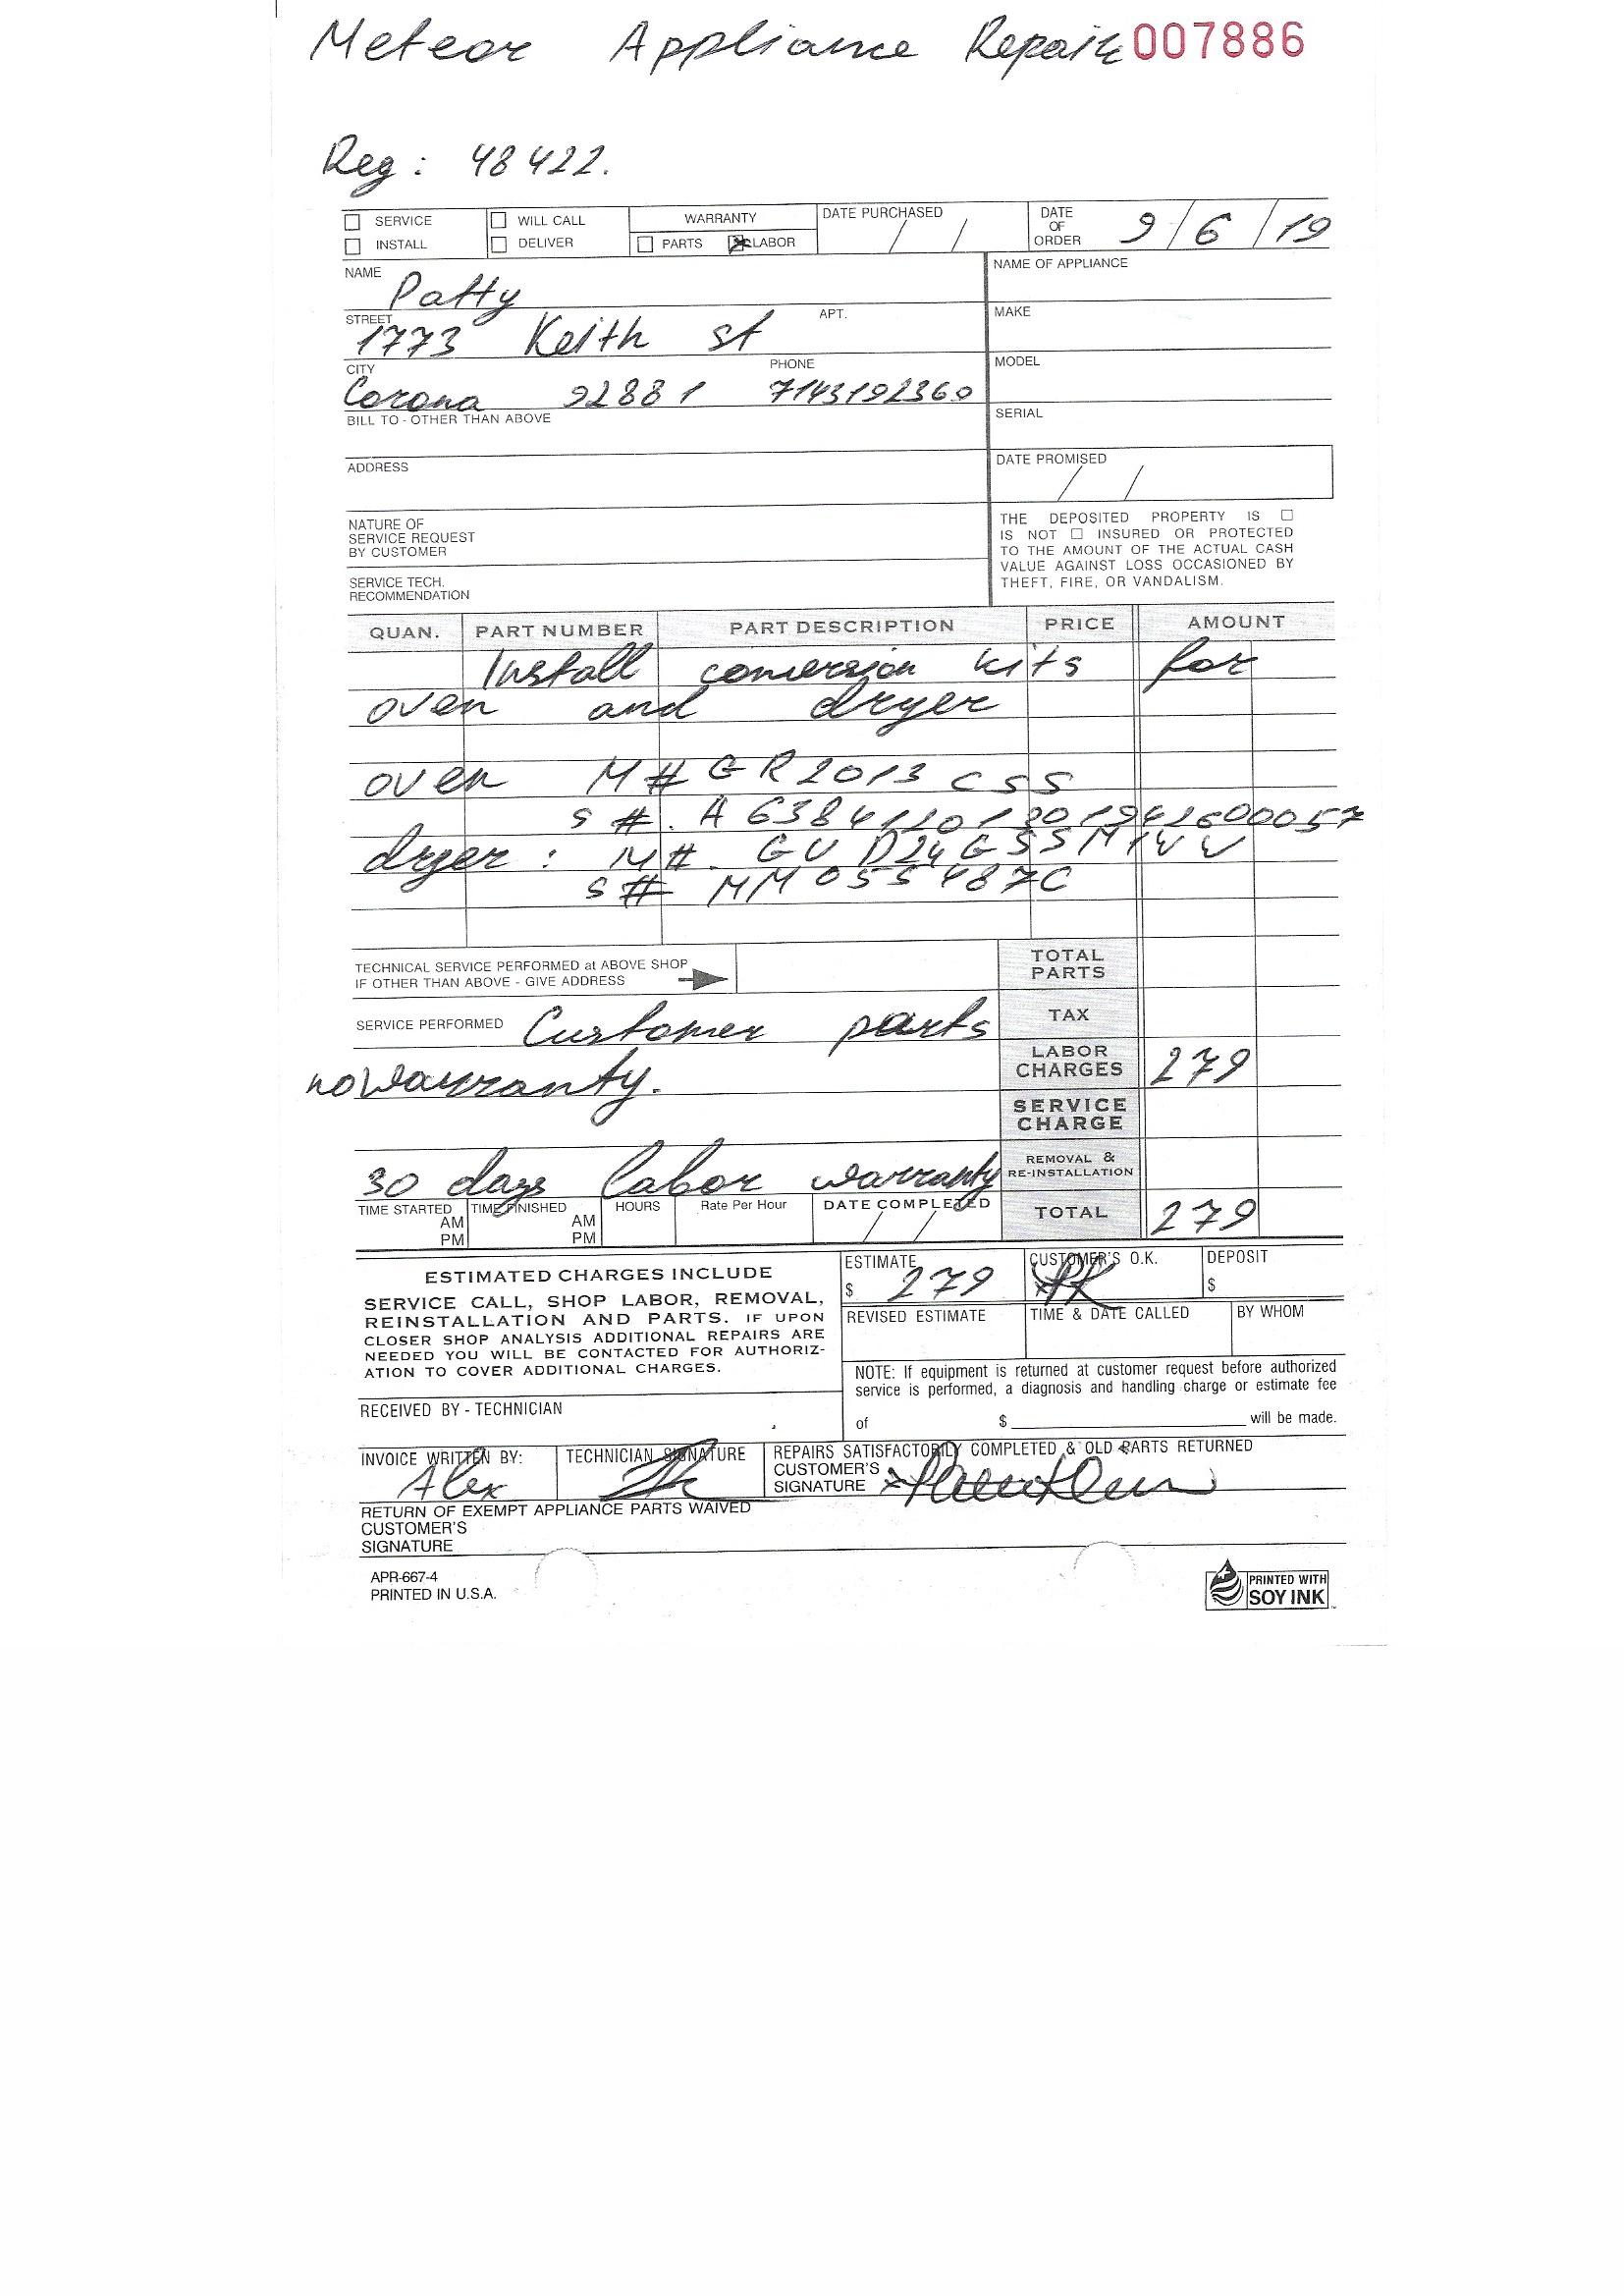 Meteor Appliance Repair 007886
Reg: 48422.
SERVICE WILL CALL WARRANTY DATE PURCHASED / / DATE OF ORDER 9/6/19
INSTALL DELIVER PARTS LABOR
NAME Patty NAME OF APPLIANCE
STREET 1773 Keith st APT. MAKE
CITY Corona 92881 PHONE 7143192360 MODEL
BILL TO - OTHER THAN ABOVE SERIAL
ADDRESS DATE PROMISED / /
NATURE OF
SERVICE REQUEST
BY CUSTOMER
SERVICE TECH.
RECOMMENDATION
THE DEPOSITED PROPERTY IS ☐
IS NOT ☐ INSURED OR PROTECTED
TO THE AMOUNT OF THE ACTUAL CASH
VALUE AGAINST LOSS OCCASIONED BY
THEFT, FIRE, OR VANDALISM.
QUAN. PART NUMBER PART DESCRIPTION PRICE AMOUNT
Install conversion kits for
oven and dryer
oven M# GR2013CSS
S#. A
dryer: M#. GU D24GSSM1WW
S# MM055487C
TECHNICAL SERVICE PERFORMED at ABOVE SHOP
IF OTHER THAN ABOVE - GIVE ADDRESS
TOTAL PARTS
SERVICE PERFORMED Customer parts
TAX
no warranty.
LABOR CHARGES 279
SERVICE CHARGE
30 days labor warranty
REMOVAL & RE-INSTALLATION
TIME STARTED AM PM TIME FINISHED AM PM HOURS Rate Per Hour DATE COMPLETED / / TOTAL 279
ESTIMATED CHARGES INCLUDE
SERVICE CALL, SHOP LABOR, REMOVAL,
REINSTALLATION AND PARTS. IF UPON
CLOSER SHOP ANALYSIS ADDITIONAL REPAIRS ARE
NEEDED YOU WILL BE CONTACTED FOR AUTHORIZ-
ATION TO COVER ADDITIONAL CHARGES.
ESTIMATE $ 279 CUSTOMER'S O.K. PK DEPOSIT $
REVISED ESTIMATE TIME & DATE CALLED BY WHOM
NOTE: If equipment is returned at customer request before authorized
service is performed, a diagnosis and handling charge or estimate fee
of $ will be made.
RECEIVED BY - TECHNICIAN
INVOICE WRITTEN BY: Alex TECHNICIAN SIGNATURE REPAIRS SATISFACTORILY COMPLETED & OLD PARTS RETURNED
CUSTOMER'S
SIGNATURE x
RETURN OF EXEMPT APPLIANCE PARTS WAIVED
CUSTOMER'S
SIGNATURE
APR-667-4
PRINTED IN U.S.A.
PRINTED WITH
SOY INK